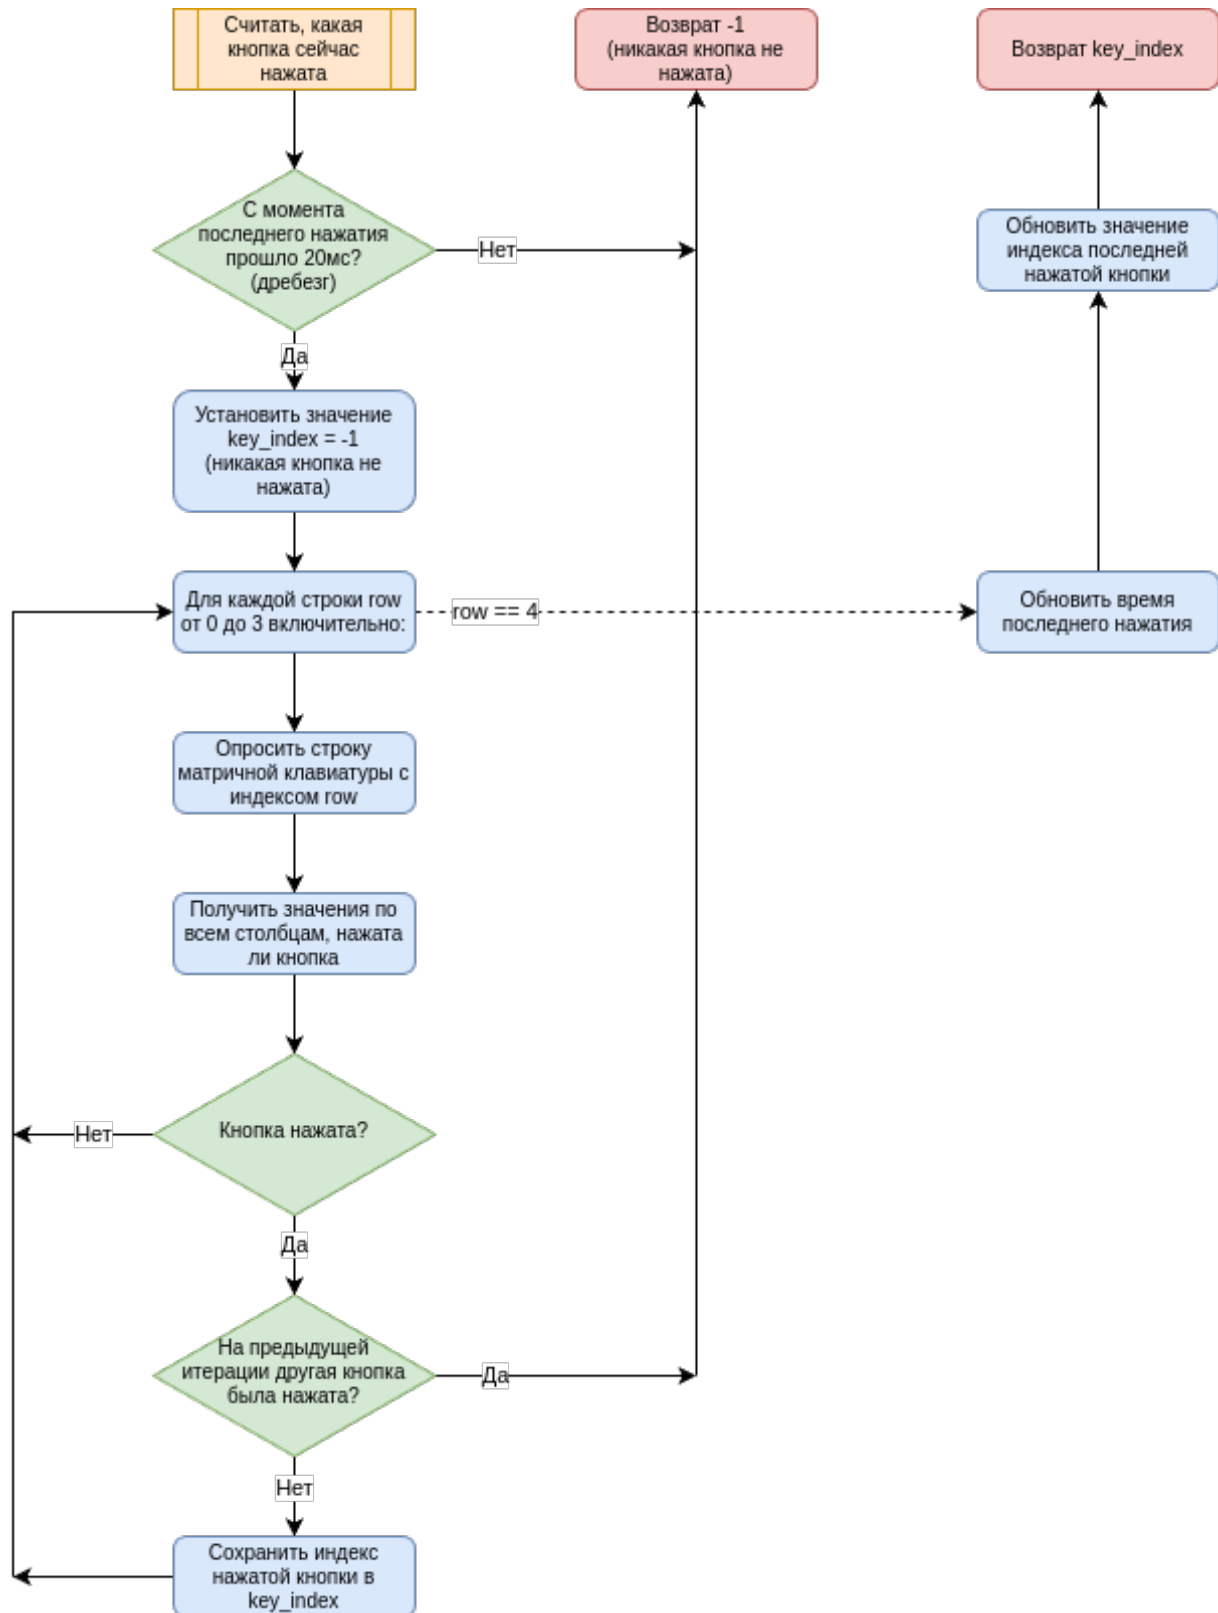 Считать, какая
кнопка сейчас
нажата
Возврат -1
(никакая кнопка не
нажата)
Возврат key_index
С момента
последнего нажатия
прошло 20мс?
(дребезг)
Нет
Обновить значение
индекса последней
нажатой кнопки
Да
Установить значение
key_index = -1
(никакая кнопка не
нажата)
Для каждой строки row
от 0 до 3 включительно:
row == 4
Обновить время
последнего нажатия
Опросить строку
матричной клавиатуры с
индексом row
Получить значения по
всем столбцам, нажата
ли кнопка
Кнопка нажата?
Нет
Да
На предыдущей
итерации другая кнопка
была нажата?
Да
Нет
Сохранить индекс
нажатой кнопки в
key_index